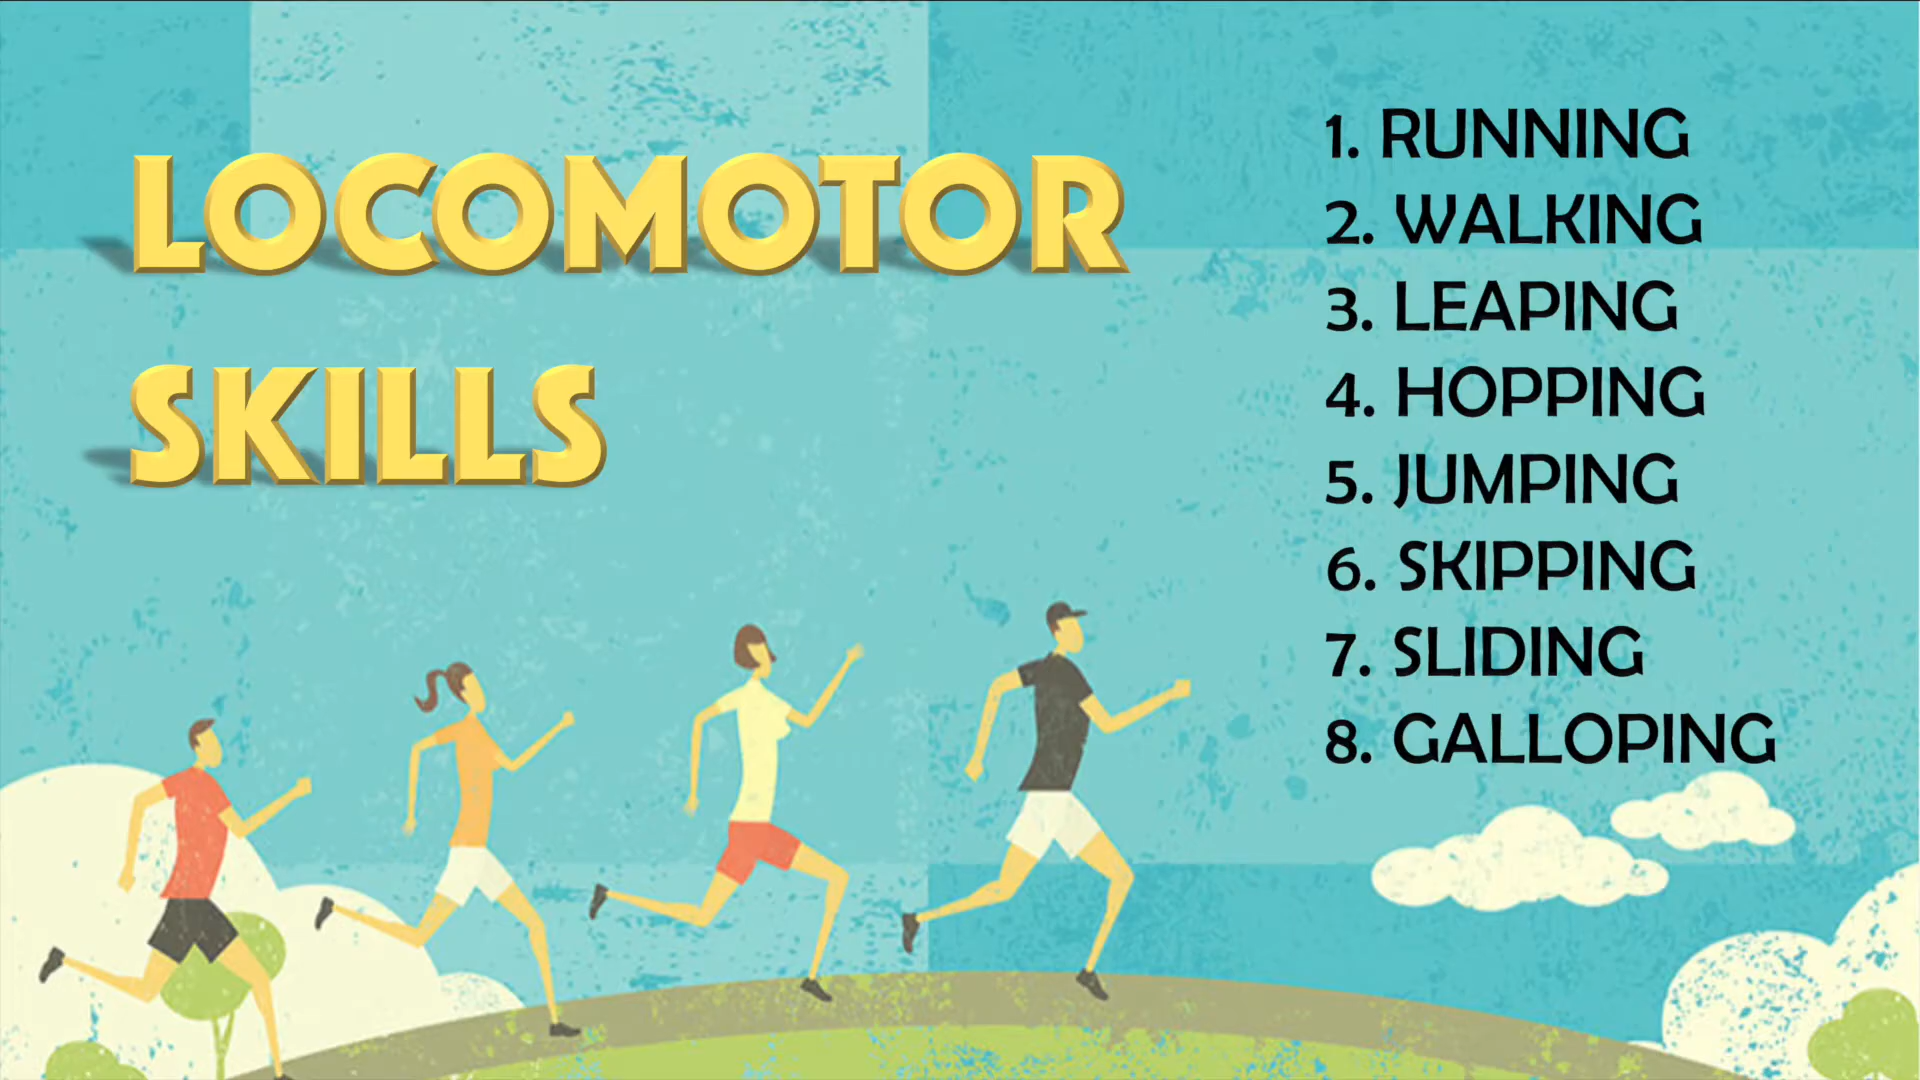 LOCOMOTOR
SKILLS
1. RUNNING
2. WALKING
3. LEAPING
4. HOPPING
5. JUMPING
6. SKIPPING
7. SLIDING
8. GALLOPING